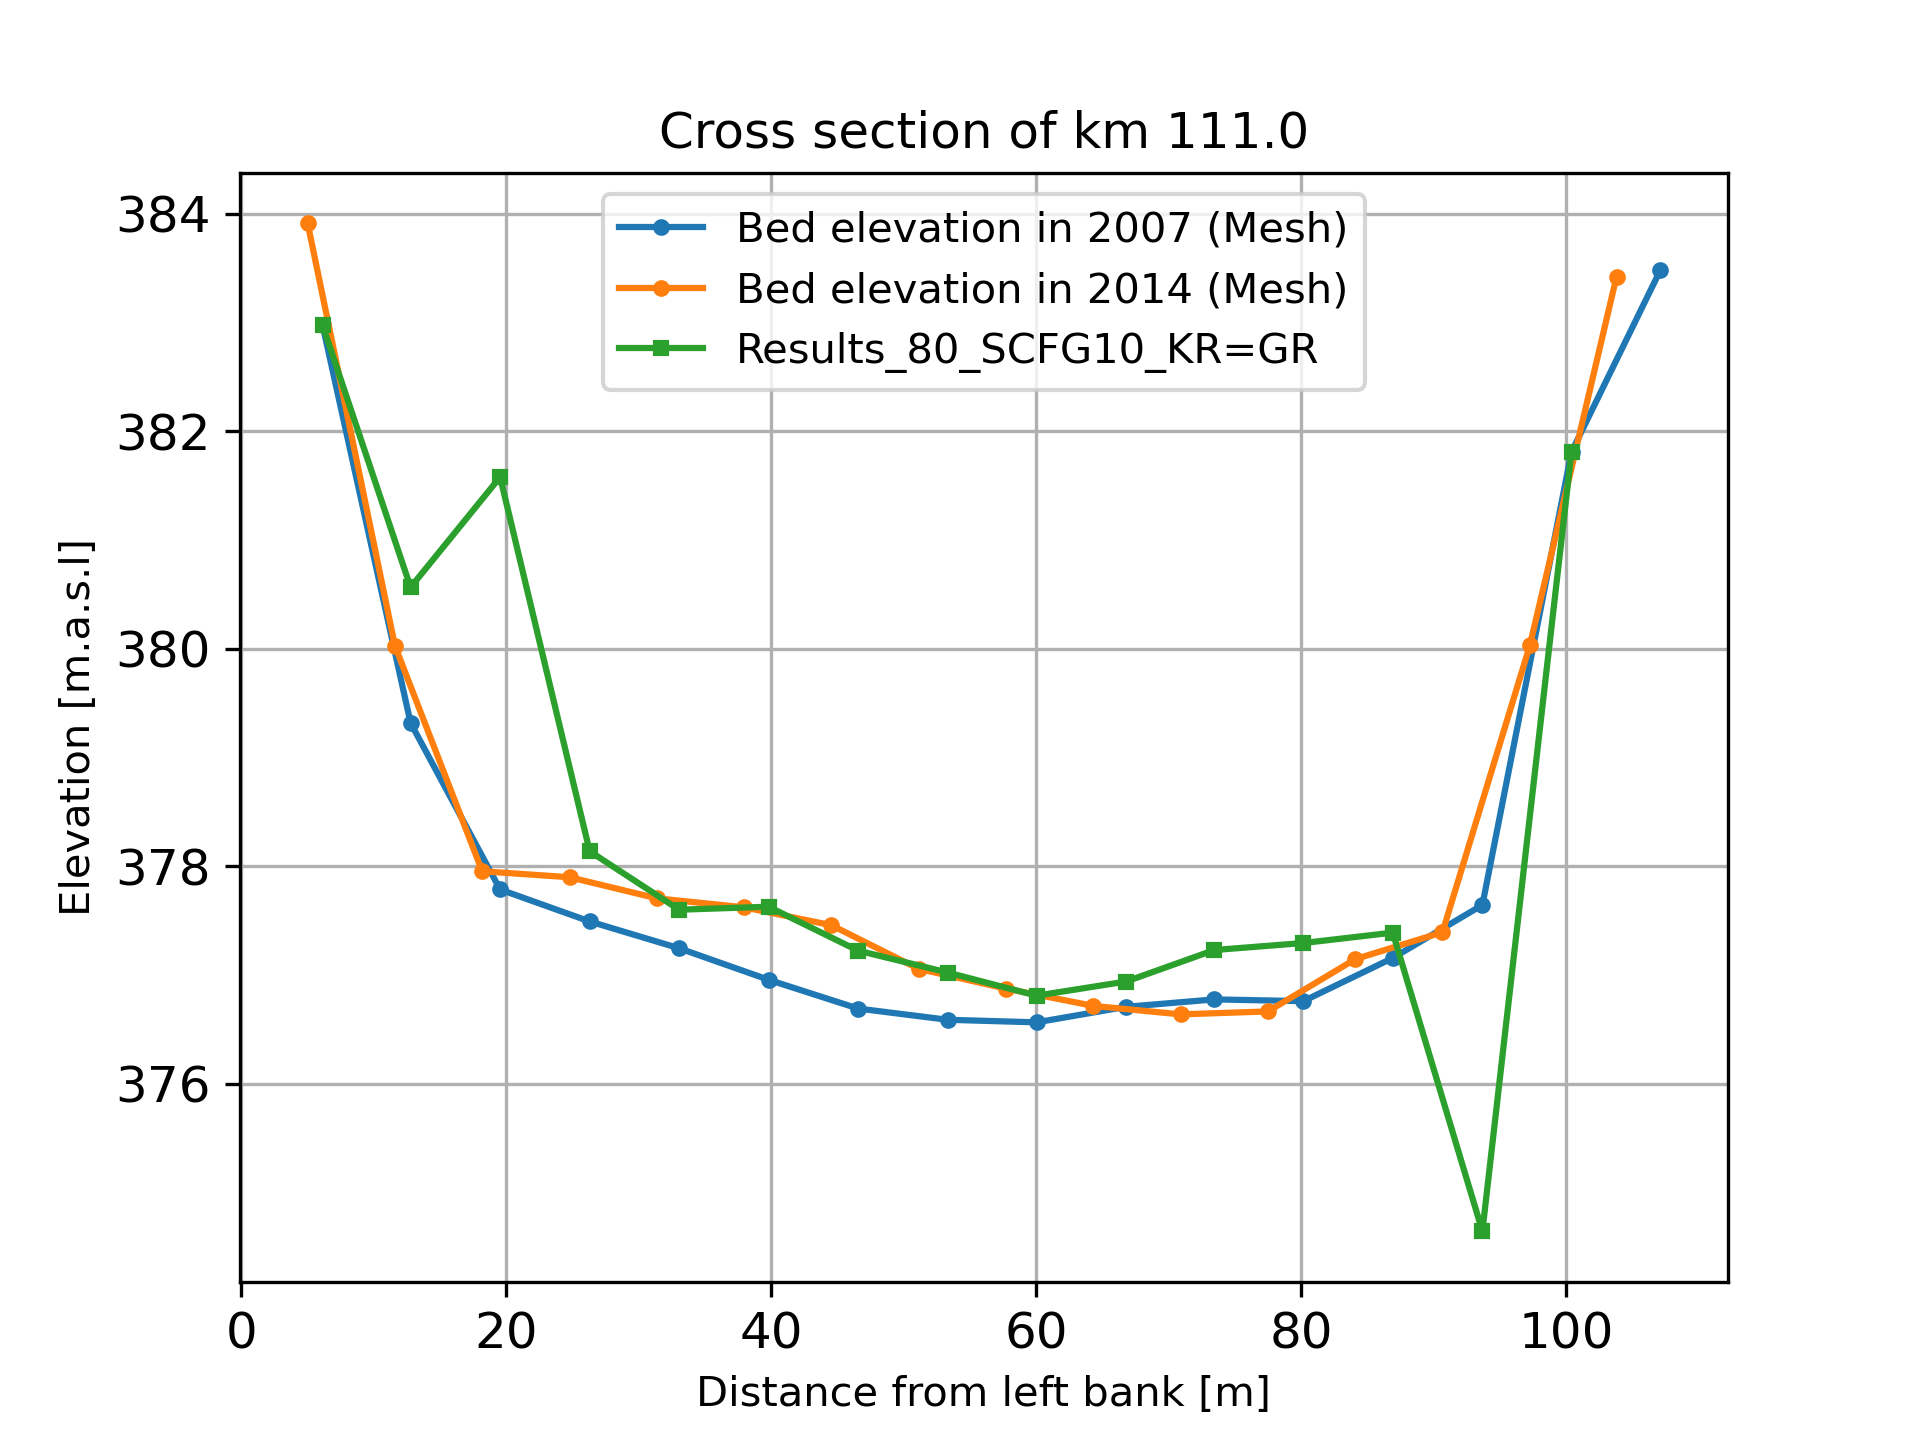 Cross section of km 111.0
Bed elevation in 2007 (Mesh)
Bed elevation in 2014 (Mesh)
Results_80_SCFG10_KR=GR
Elevation [m.a.s.l]
384
382
380
378
376
0 20 40 60 80 100
Distance from left bank [m]